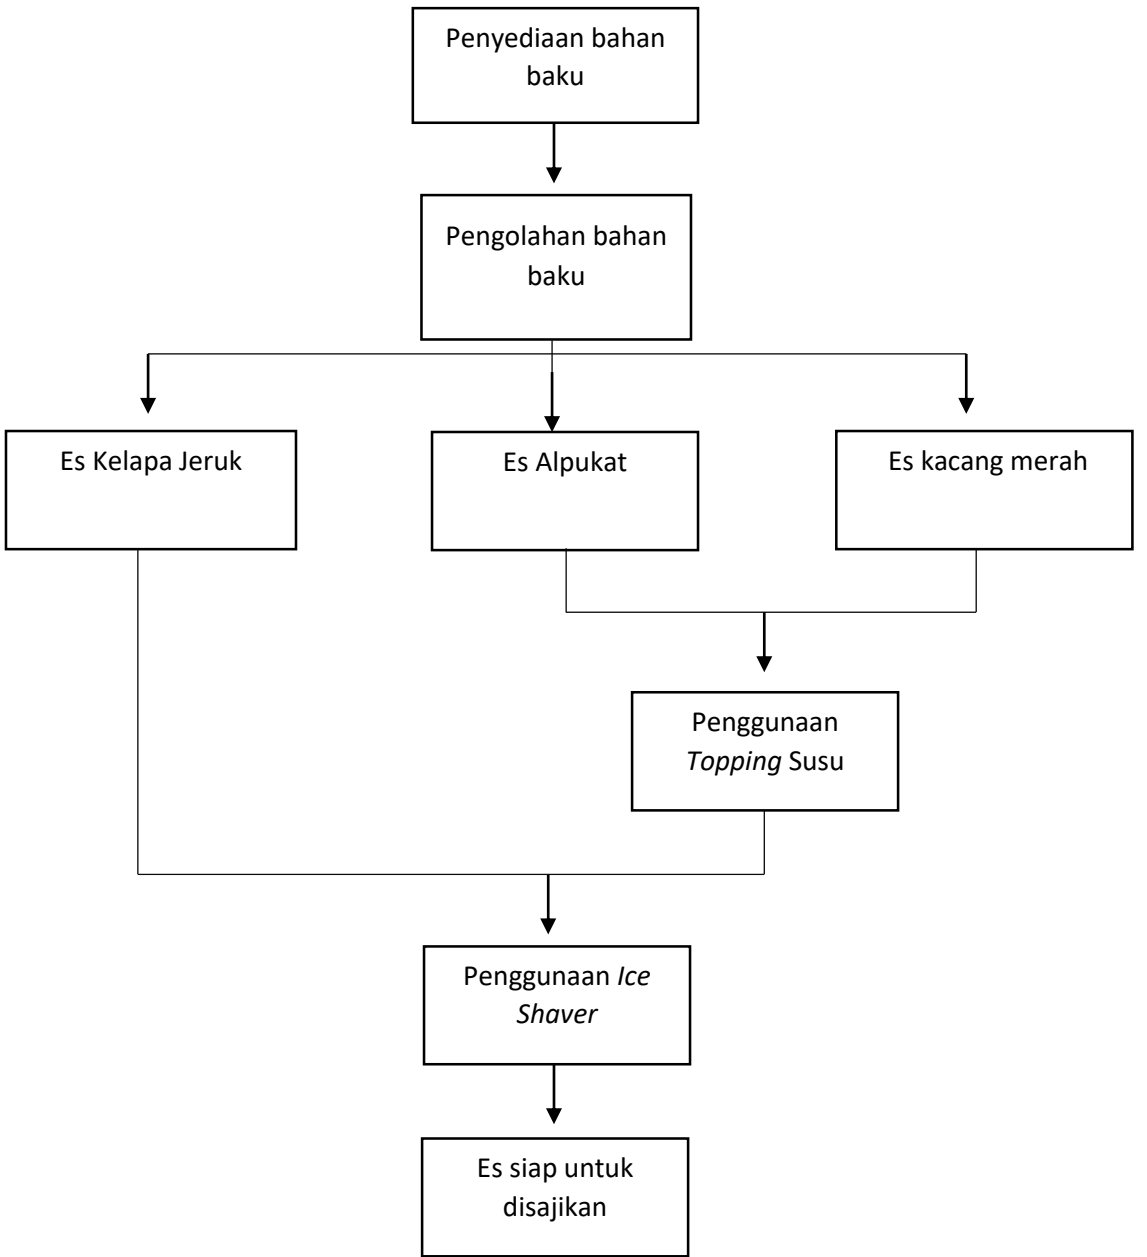 Penyediaan bahan
baku
Pengolahan bahan
baku
Es Kelapa Jeruk
Es Alpukat
Es kacang merah
Penggunaan
Topping Susu
Penggunaan Ice
Shaver
Es siap untuk
disajikan